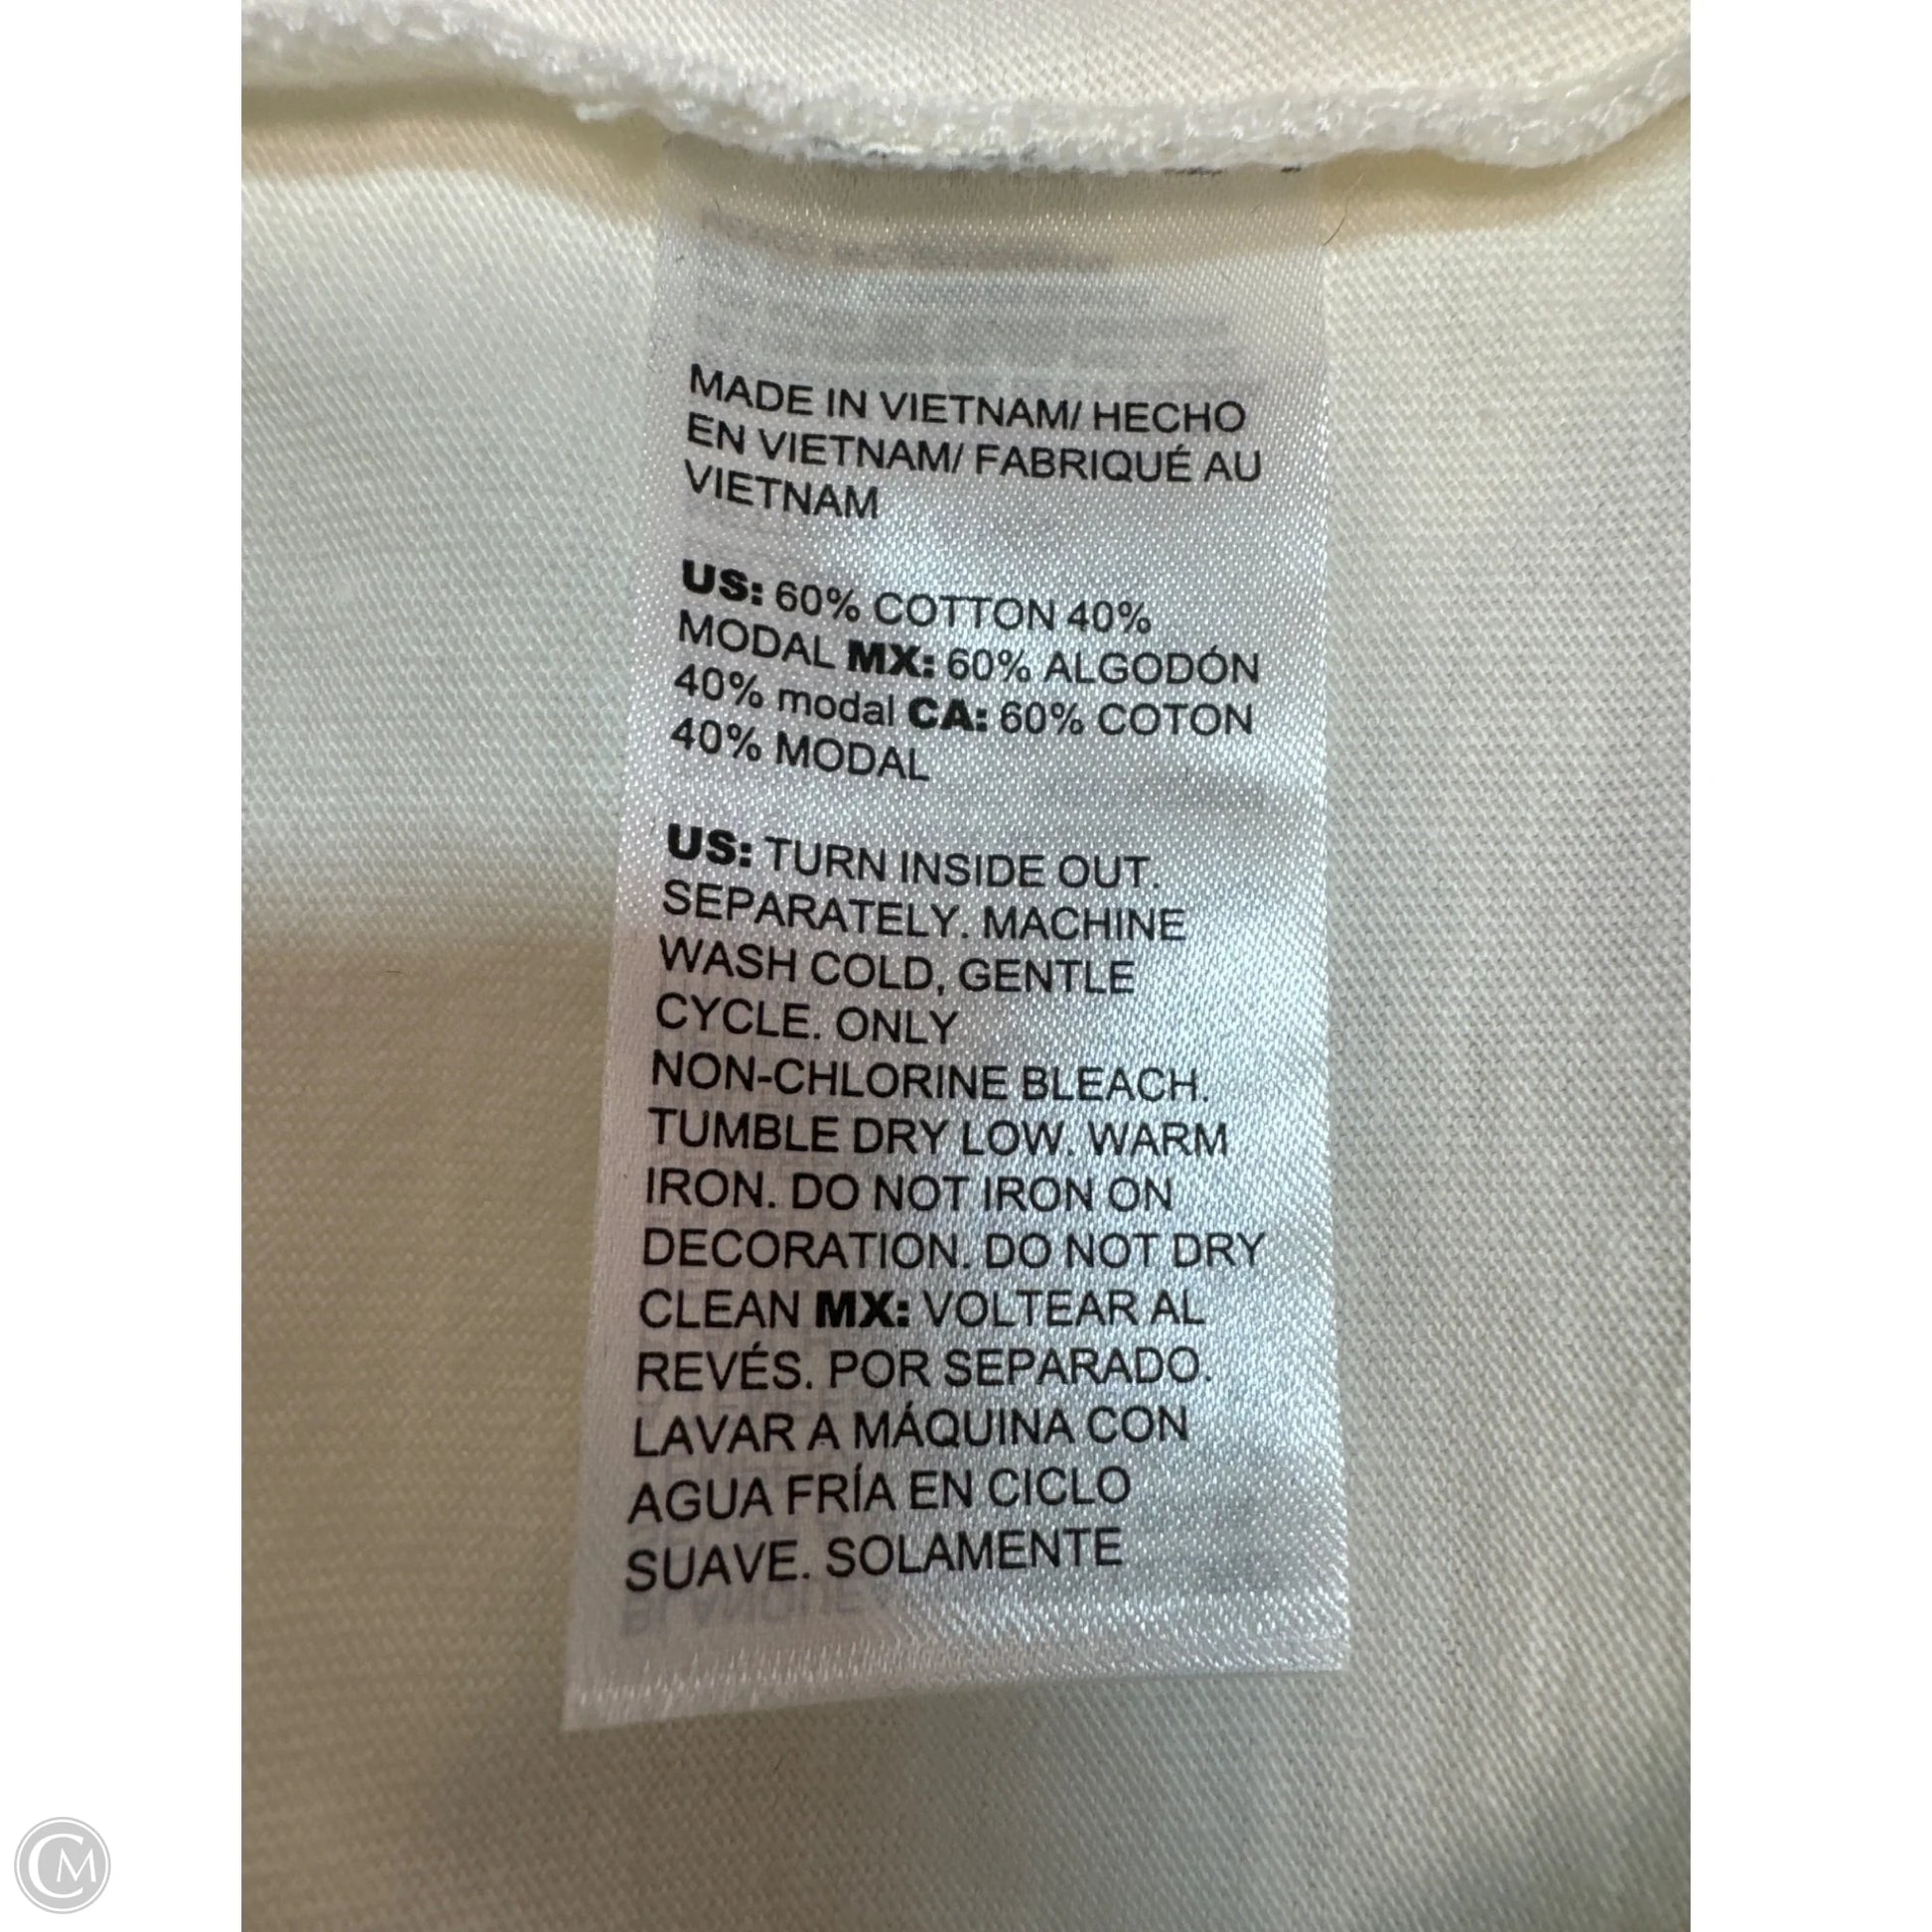 MADE IN VIETNAM/ HECHO
EN VIETNAM/ FABRIQUÉ AU
VIETNAM
US: 60% COTTON 40%
MODAL MX: 60% ALGODÓN
40% modal CA: 60% COTON
40% MODAL
US: TURN INSIDE OUT.
SEPARATELY. MACHINE
WASH COLD, GENTLE
CYCLE. ONLY
NON-CHLORINE BLEACH.
TUMBLE DRY LOW. WARM
IRON. DO NOT IRON ON
DECORATION. DO NOT DRY
CLEAN MX: VOLTEAR AL
REVÉS. POR SEPARADO.
LAVAR A MÁQUINA CON
AGUA FRÍA EN CICLO
SUAVE. SOLAMENTE
CM